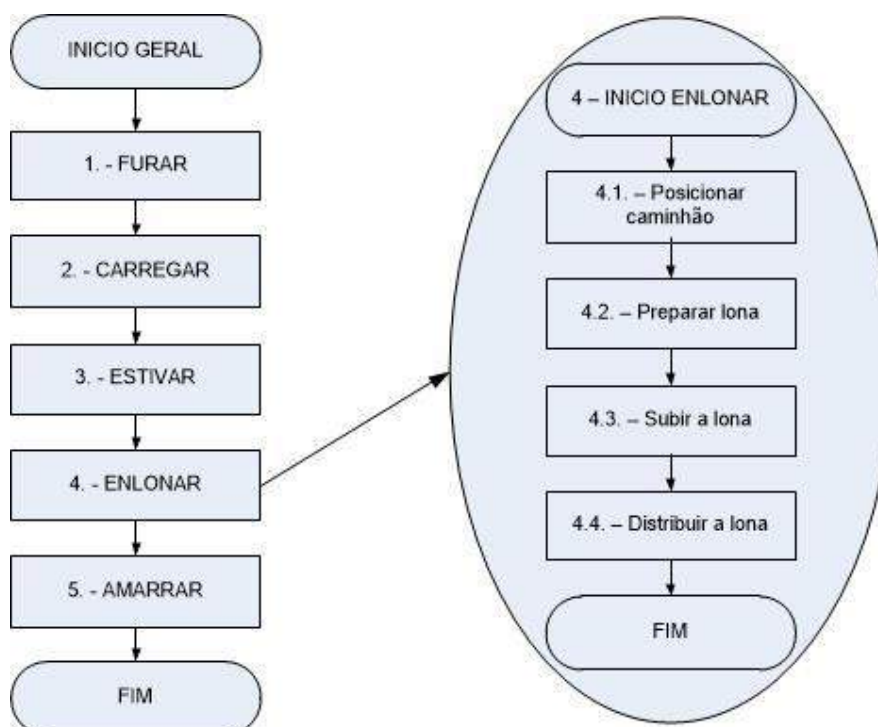 INICIO GERAL
1. - FURAR
2. - CARREGAR
3. - ESTIVAR
4. - ENLONAR
5. - AMARRAR
FIM
4 – INICIO ENLONAR
4.1. – Posicionar
caminhão
4.2. – Preparar lona
4.3. – Subir a lona
4.4. – Distribuir a lona
FIM